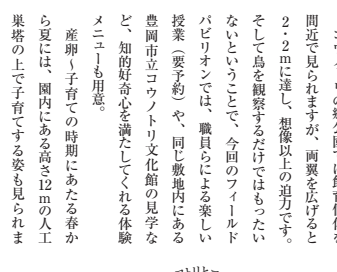 間近で見られますが、両翼を広げると
2・2mに達し、想像以上の迫力です。
そして鳥を観察するだけではもったい
ないということで、今回のフィールド
パビリオンでは、職員らによる楽しい
授業（要予約）や、同じ敷地内にある
豊岡市立コウノトリ文化館の見学な
ど、知的好奇心を満たしてくれる体験
メニューも用意。
産卵〜子育ての時期にあたる春か
ら夏には、園内にある高さ12mの人工
巣塔の上で子育てする姿も見られま